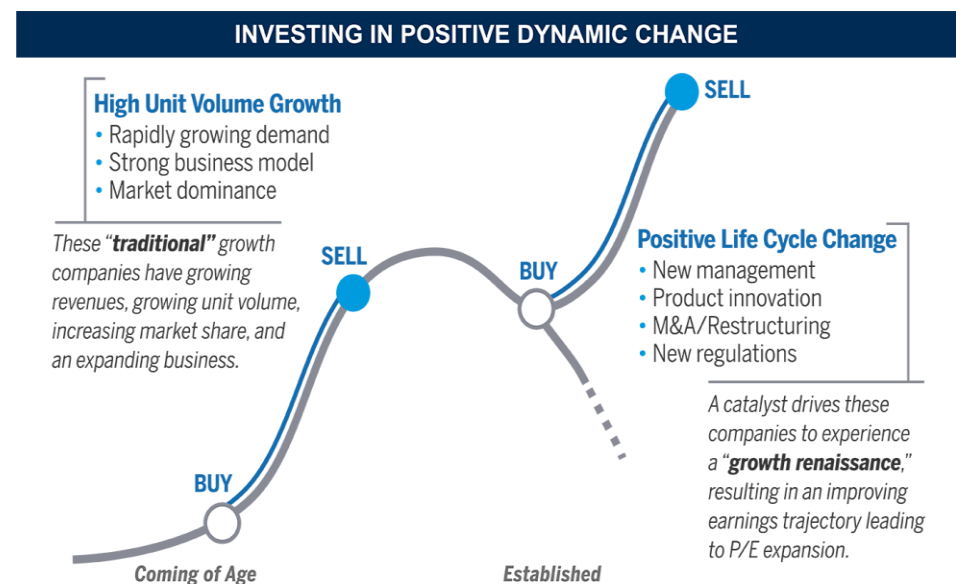 INVESTING IN POSITIVE DYNAMIC CHANGE
High Unit Volume Growth
• Rapidly growing demand
• Strong business model
• Market dominance
These “traditional” growth
companies have growing
revenues, growing unit volume,
increasing market share, and
an expanding business.
BUY
SELL
BUY
SELL
Positive Life Cycle Change
• New management
• Product innovation
• M&A/Restructuring
• New regulations
A catalyst drives these
companies to experience
a “growth renaissance,”
resulting in an improving
earnings trajectory leading
to P/E expansion.
Coming of Age
Established